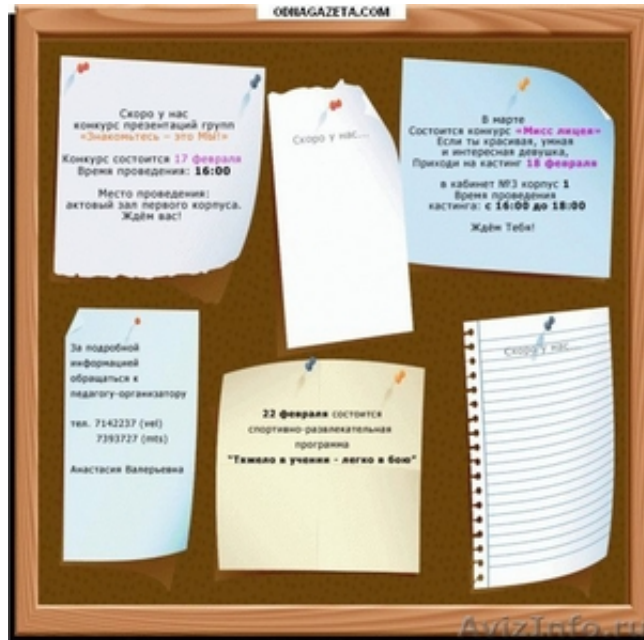 ODNAGAZETA.COM
Скоро у нас
конкурс презентаций групп
«Знакомьтесь – это Мы!»
Конкурс состоится 17 февраля
Время проведения: 16:00
Место проведения:
актовый зал первого корпуса.
Ждём вас!
Скоро у нас...
В марте
Состоится конкурс «Мисс лицея»
Если ты красивая, умная
и интересная девушка,
Приходи на кастинг 18 февраля
в кабинет №3 корпус 1
Время проведения
кастинга: с 16:00 до 18:00
Ждём Тебя!
За подробной
информацией
обращаться к
педагогу-организатору
тел. 7142237 (vel)
7393727 (mts)
Анастасия Валерьевна
22 февраля состоится
спортивно-развлекательная
программа
"Тяжело в учении - легко в бою"
Скоро у нас...
AvizInfo.ru